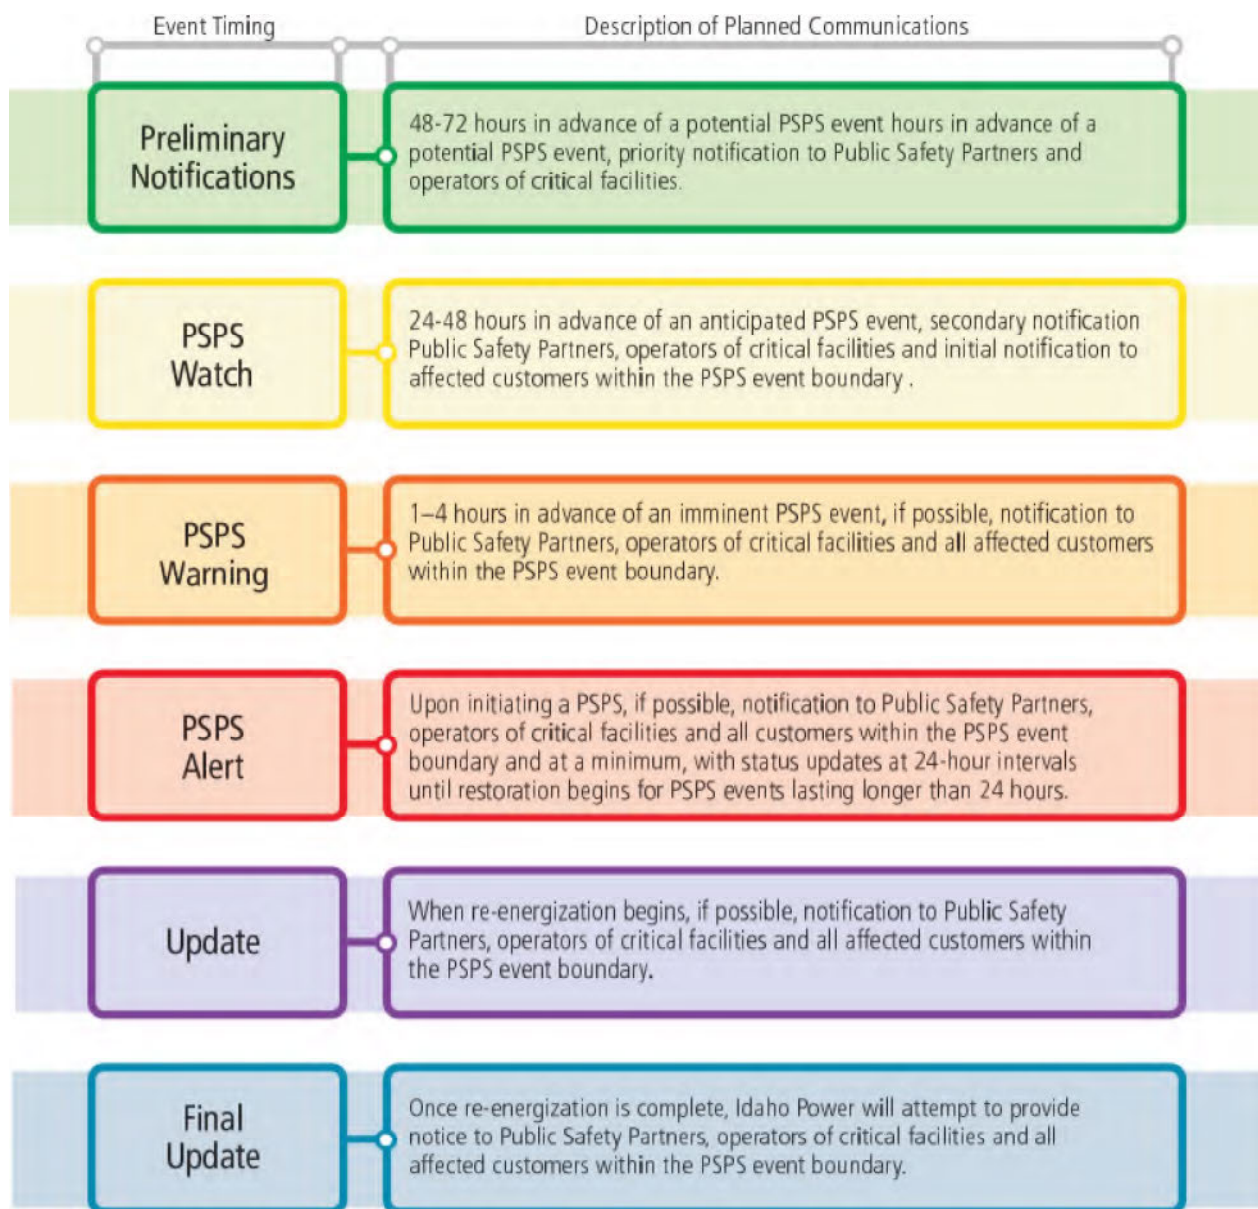 Event Timing
Description of Planned Communications
Preliminary
Notifications
48-72 hours in advance of a potential PSPS event hours in advance of a
potential PSPS event, priority notification to Public Safety Partners and
operators of critical facilities.
PSPS
Watch
24-48 hours in advance of an anticipated PSPS event, secondary notification
Public Safety Partners, operators of critical facilities and initial notification to
affected customers within the PSPS event boundary .
PSPS
Warning
1–4 hours in advance of an imminent PSPS event, if possible, notification to
Public Safety Partners, operators of critical facilities and all affected customers
within the PSPS event boundary.
PSPS
Alert
Upon initiating a PSPS, if possible, notification to Public Safety Partners,
operators of critical facilities and all customers within the PSPS event
boundary and at a minimum, with status updates at 24-hour intervals
until restoration begins for PSPS events lasting longer than 24 hours.
Update
When re-energization begins, if possible, notification to Public Safety
Partners, operators of critical facilities and all affected customers within
the PSPS event boundary.
Final
Update
Once re-energization is complete, Idaho Power will attempt to provide
notice to Public Safety Partners, operators of critical facilities and all
affected customers within the PSPS event boundary.